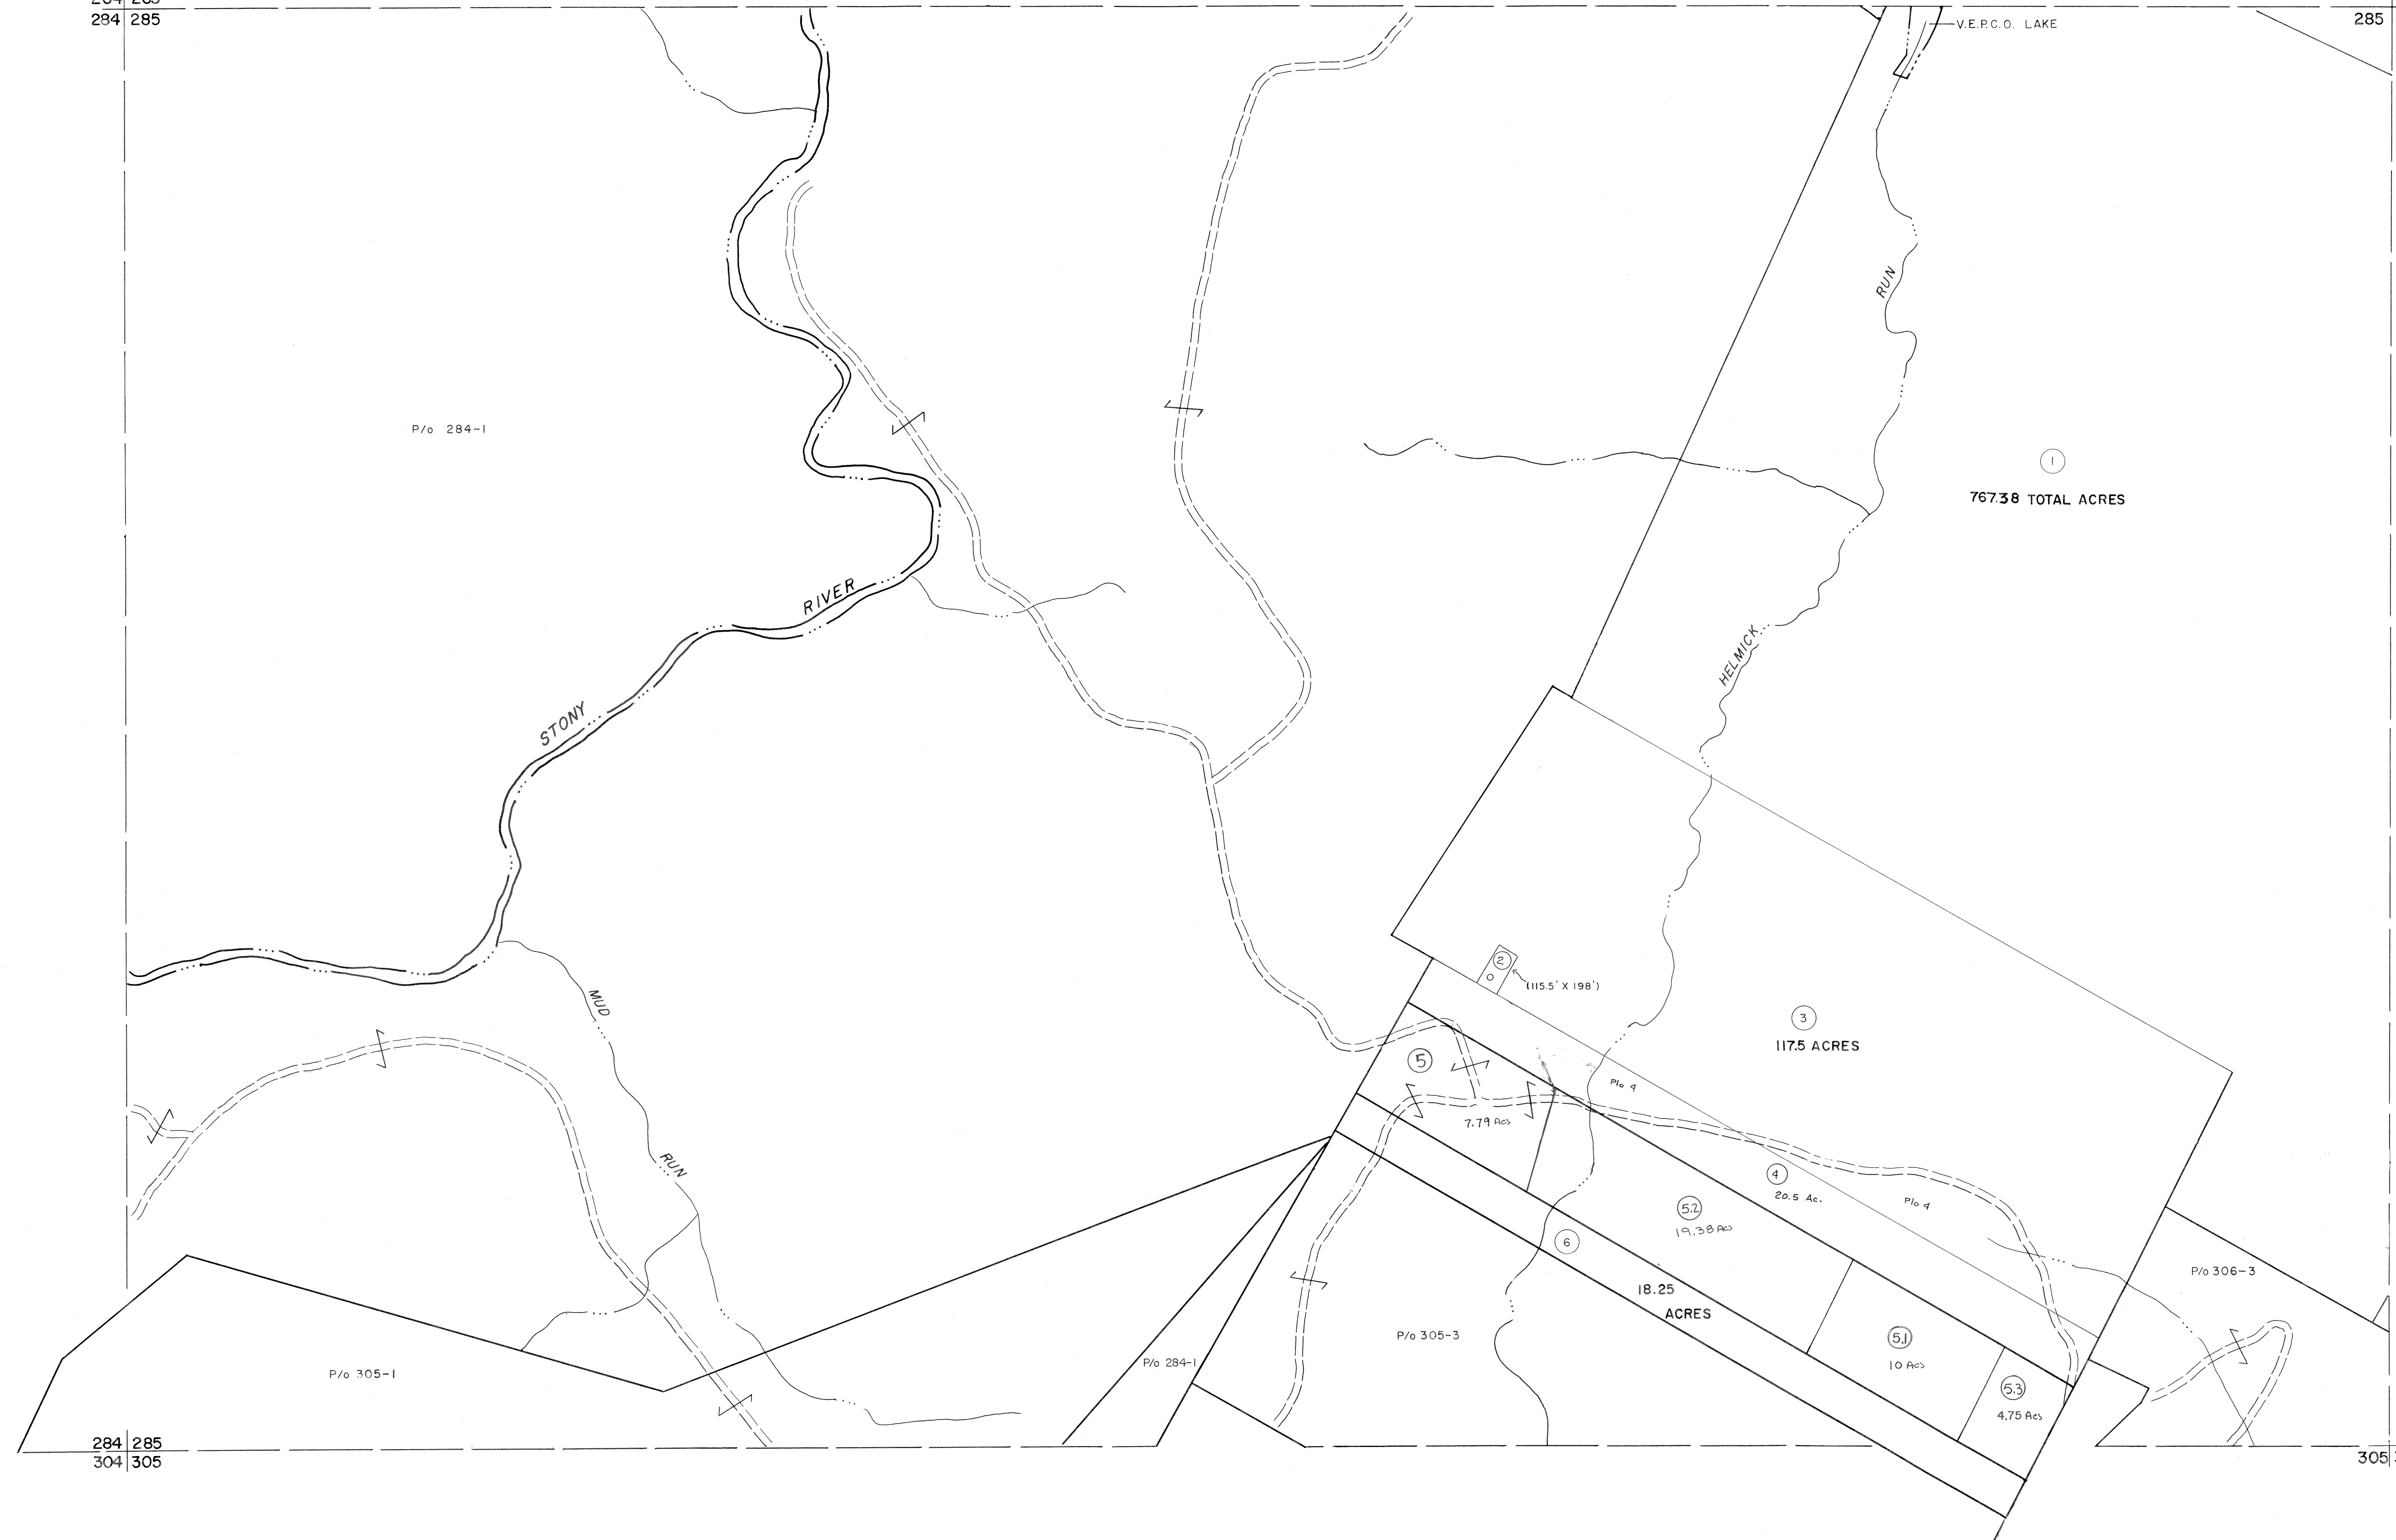 284 285
285
V.E.P.C.O. LAKE
RUN
P/o 284-1
1
767.38 TOTAL ACRES
RIVER
HELMICK
STONY
2
(115.5' X 198')
MUD
3
117.5 ACRES
5
P/o 4
7.79 Acs
RUN
4
20.5 Ac.
P/o 4
5.2
19.38 Acs
6
P/o 306-3
18.25
ACRES
P/o 305-3
5.1
10 Acs
P/o 284-1
P/o 305-1
5.3
4.75 Acs
284 285
304 305
305